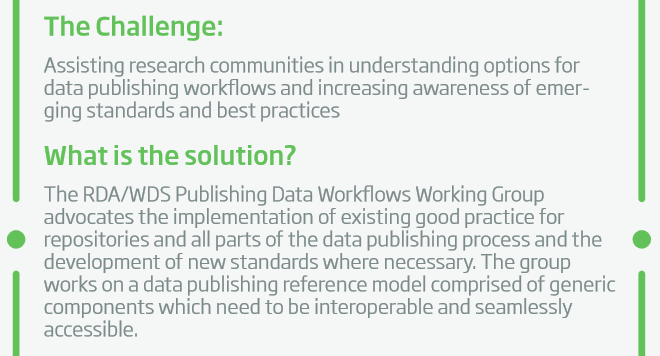 The Challenge:
Assisting research communities in understanding options for
data publishing workflows and increasing awareness of emer-
ging standards and best practices
What is the solution?
The RDA/WDS Publishing Data Workflows Working Group
advocates the implementation of existing good practice for
repositories and all parts of the data publishing process and the
development of new standards where necessary. The group
works on a data publishing reference model comprised of generic
components which need to be interoperable and seamlessly
accessible.